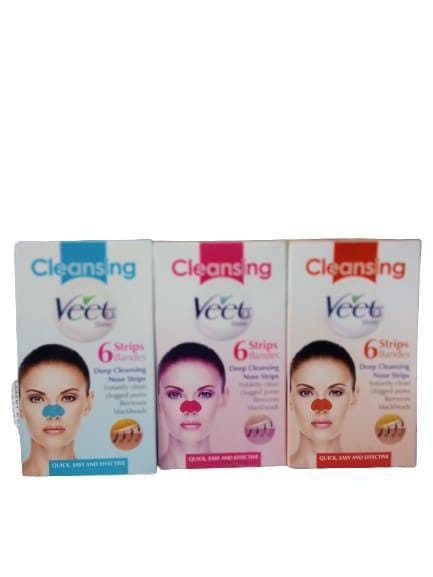 Cleansing
Veet
6 Strips
Bandes
Deep Cleansing
Nose Strips
Instantly clean
clogged pores
Removes
blackheads
QUICK, EASY AND EFFECTIVE
Cleansing
Veet
6 Strips
Bandes
Deep Cleansing
Nose Strips
Instantly clean
clogged pores
Removes
blackheads
QUICK, EASY AND EFFECTIVE
Cleansing
Veet
6 Strips
Bandes
Deep Cleansing
Nose Strips
Instantly clean
clogged pores
Removes
blackheads
QUICK, EASY AND EFFECTIVE